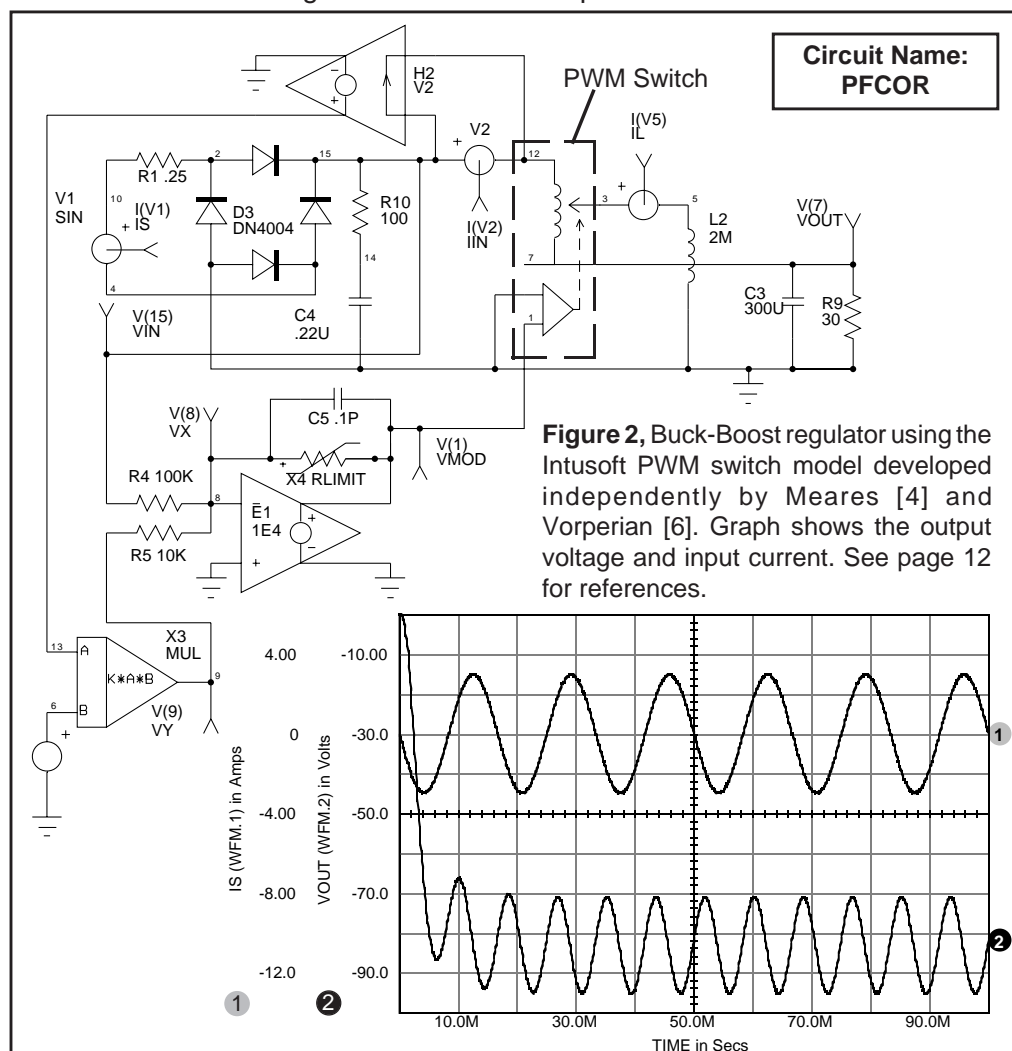 Circuit Name:
PFCOR
H2
V2
PWM Switch
I(V5)
IL
V2
+
12
15
2
R1 .25
R10
100
3
5
L2
2M
V(7)
VOUT
V1
SIN
10
I(V1)
IS
D3
DN4004
I(V2)
IIN
14
7
C3
300U
R9
30
4
V(15)
VIN
C4
.22U
1
V(8)
VX
C5 .1P
V(1)
VMOD
X4 RLIMIT
R4 100K
8
E1
1E4
R5 10K
Figure 2, Buck-Boost regulator using the
Intusoft PWM switch model developed
independently by Meares [4] and
Vorperian [6]. Graph shows the output
voltage and input current. See page 12
for references.
X3
MUL
13
A
K*A*B
9
6
B
V(9)
VY
4.00
0
-4.00
-8.00
-12.0
IS (WFM.1) in Amps
1
-10.00
-30.0
-50.0
-70.0
-90.0
VOUT (WFM.2) in Volts
2
1
2
10.0M 30.0M 50.0M 70.0M 90.0M
TIME in Secs